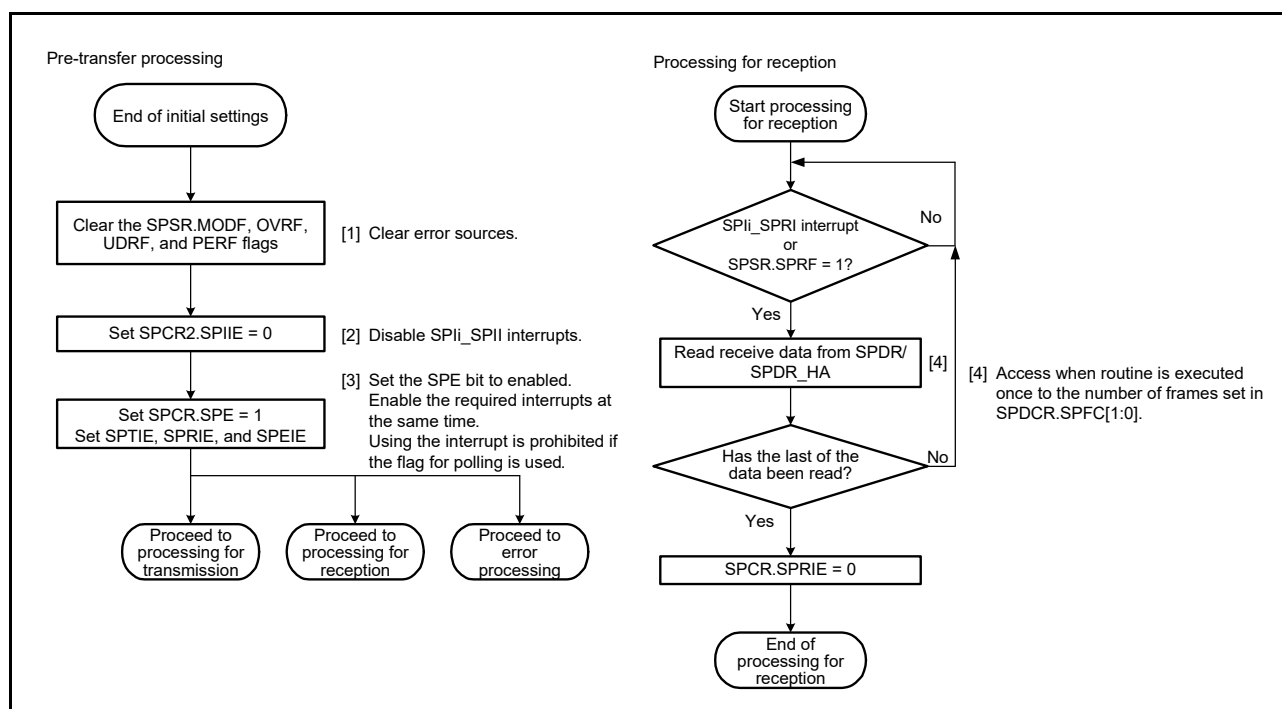 Pre-transfer processing
End of initial settings
Clear the SPSR.MODF, OVRF,
UDRF, and PERF flags
[1] Clear error sources.
Set SPCR2.SPIIE = 0
[2] Disable SPIi_SPII interrupts.
Set SPCR.SPE = 1
Set SPTIE, SPRIE, and SPEIE
[3] Set the SPE bit to enabled.
Enable the required interrupts at
the same time.
Using the interrupt is prohibited if
the flag for polling is used.
Proceed to
processing for
transmission
Proceed to
processing for
reception
Proceed to
error
processing
Processing for reception
Start processing
for reception
SPIi_SPRI interrupt
or
SPSR.SPRF = 1?
No
Yes
Read receive data from SPDR/
SPDR_HA
[4]
[4] Access when routine is executed
once to the number of frames set in
SPDCR.SPFC[1:0].
Has the last of the
data been read?
No
Yes
SPCR.SPRIE = 0
End of
processing for
reception